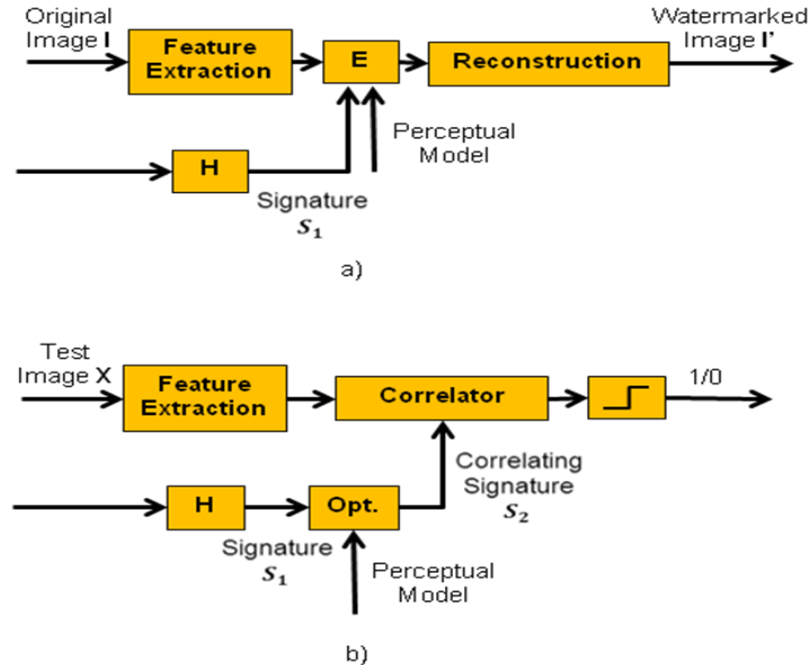 Original
Image I
Feature
Extraction
E
Reconstruction
Watermarked
Image I'
H
Signature
S₁
Perceptual
Model
a)
Test
Image X
Feature
Extraction
Correlator
1/0
H
Signature
S₁
Opt.
Correlating
Signature
S₂
Perceptual
Model
b)